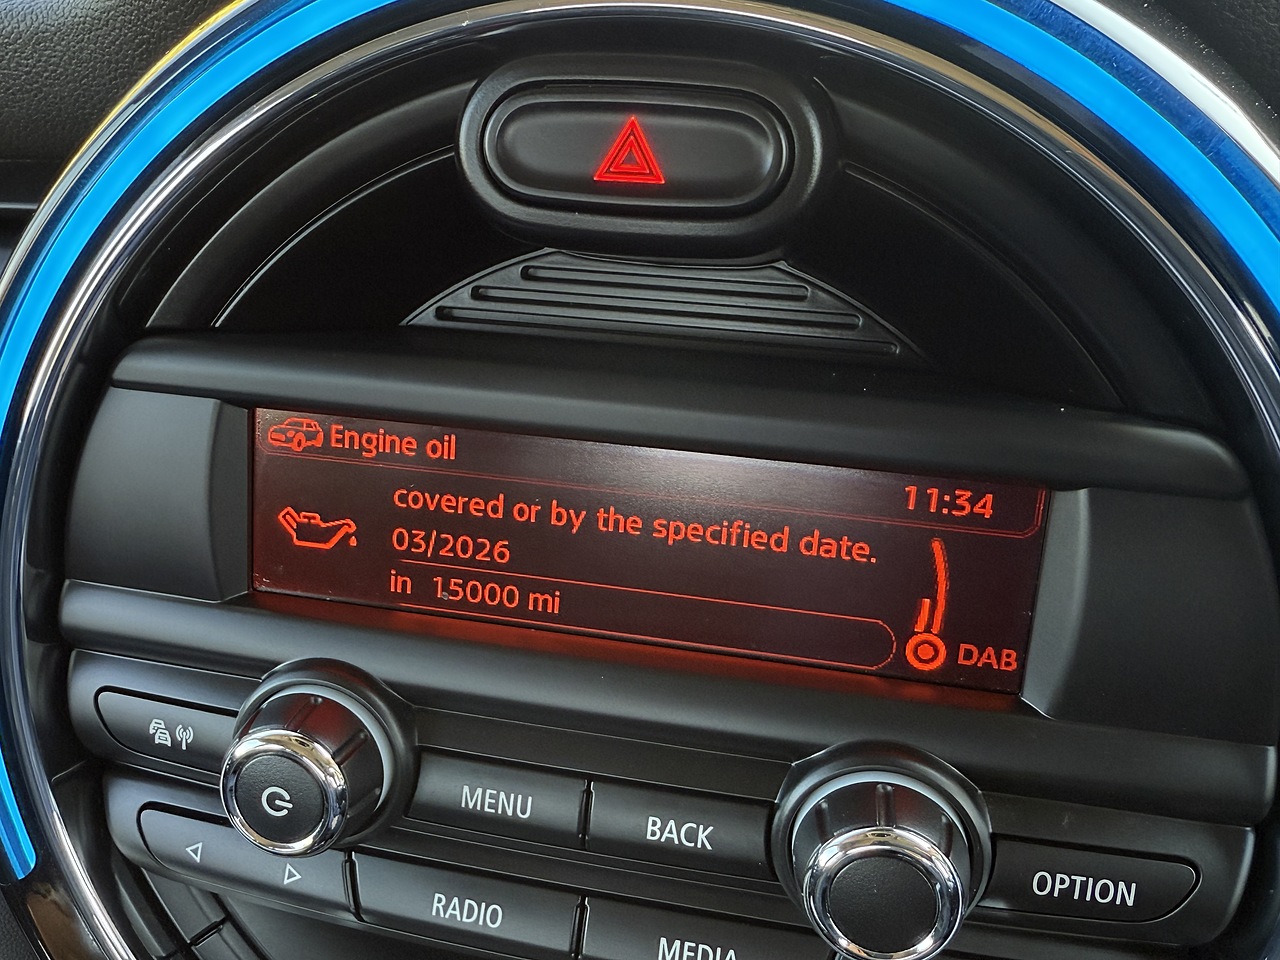 Engine oil
11:34
covered or by the specified date.
03/2026
in 15000 mi
DAB
MENU
BACK
OPTION
RADIO
MEDIA